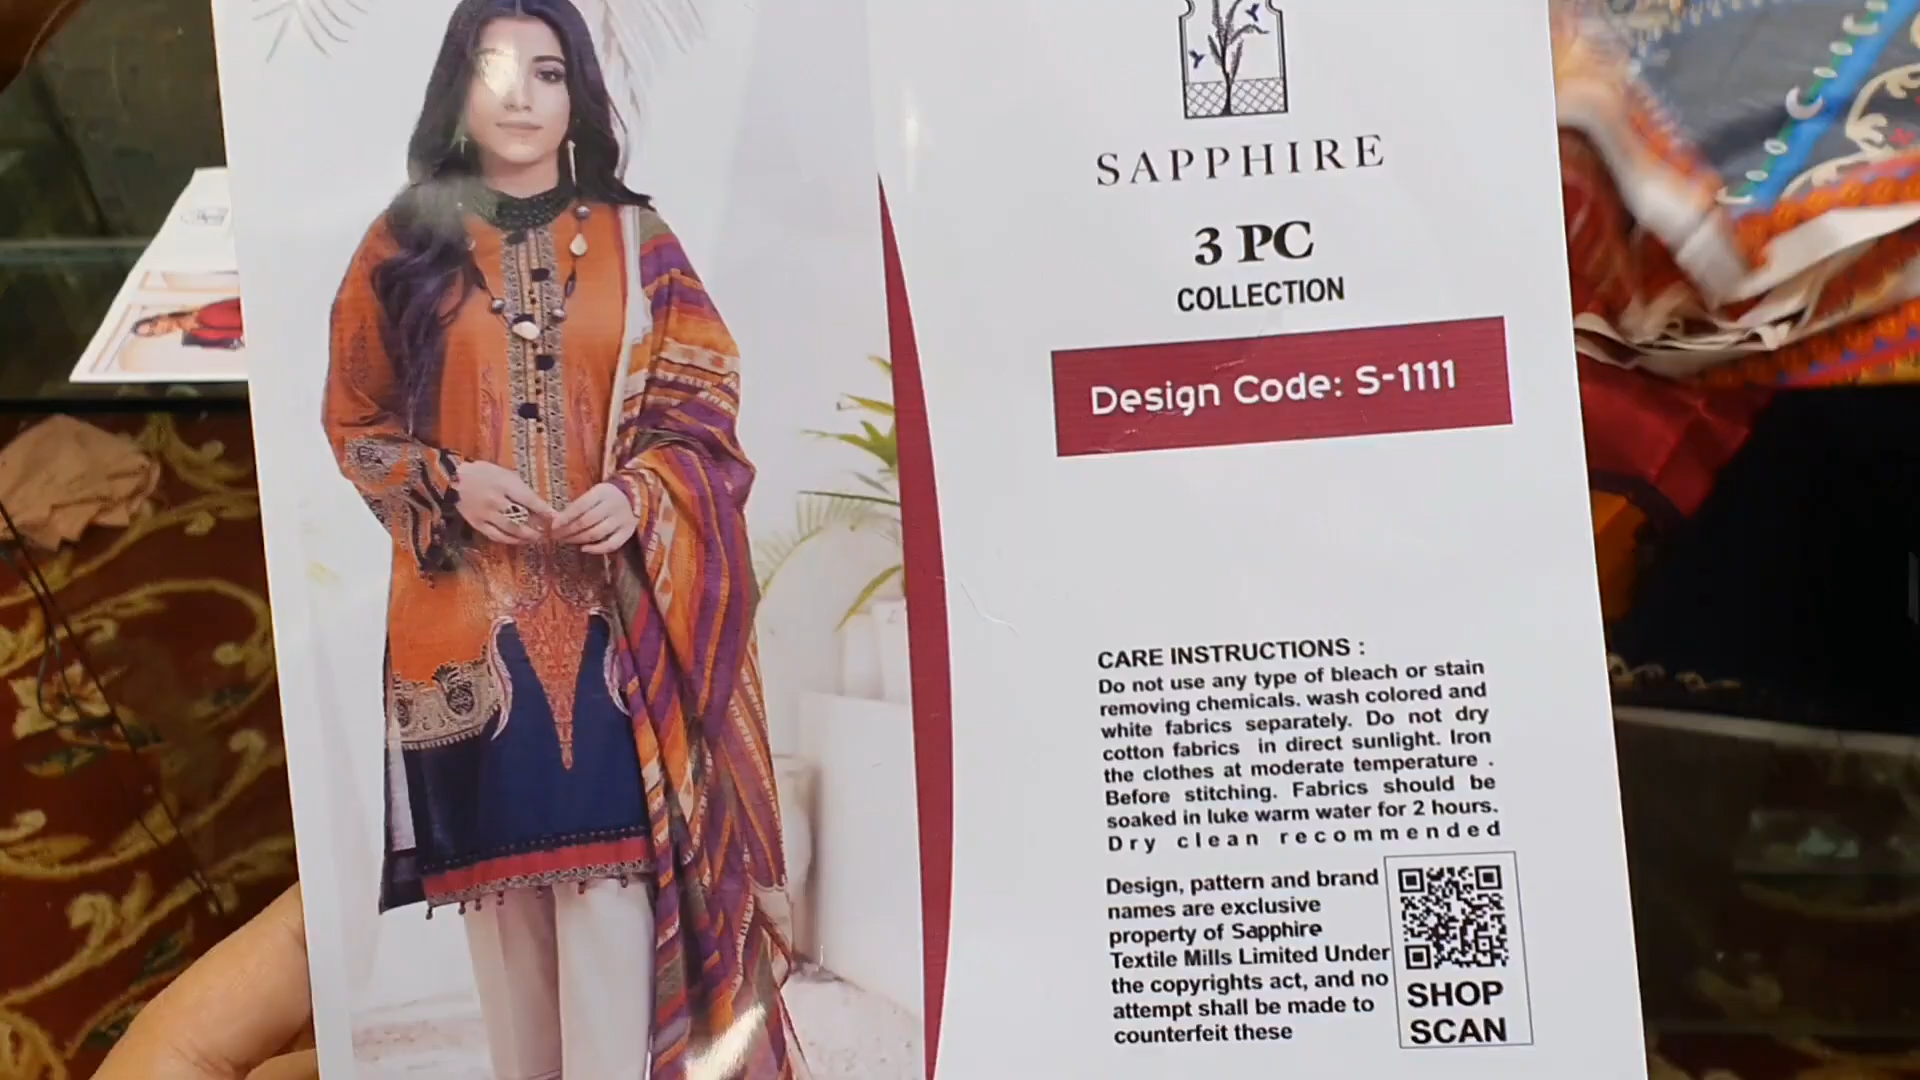 SAPPHIRE
3 PC
COLLECTION
Design Code: S-1111
CARE INSTRUCTIONS :
Do not use any type of bleach or stain
removing chemicals. wash colored and
white fabrics separately. Do not dry
cotton fabrics in direct sunlight. Iron
the clothes at moderate temperature .
Before stitching. Fabrics should be
soaked in luke warm water for 2 hours.
Dry clean recommended
Design, pattern and brand
names are exclusive
property of Sapphire
Textile Mills Limited Under
the copyrights act, and no
attempt shall be made to
counterfeit these
SHOP
SCAN